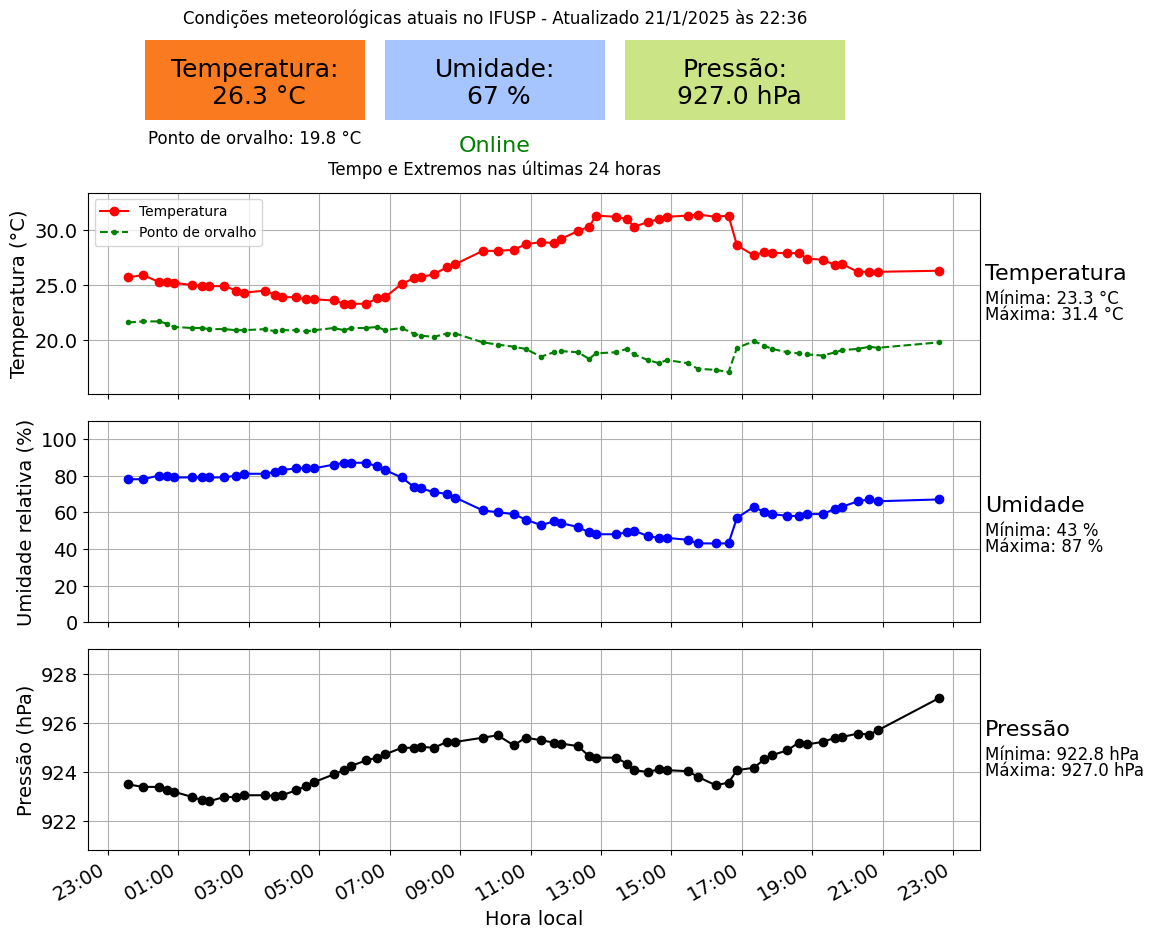 Condições meteorológicas atuais no IFUSP - Atualizado 21/1/2025 às 22:36
Temperatura:
26.3 °C
Umidade:
67 %
Pressão:
927.0 hPa
Ponto de orvalho: 19.8 °C
Online
Tempo e Extremos nas últimas 24 horas
Temperatura (°C)
30.0
25.0
20.0
Temperatura
Ponto de orvalho
Temperatura
Mínima: 23.3 °C
Máxima: 31.4 °C
Umidade relativa (%)
100
80
60
40
20
0
Umidade
Mínima: 43 %
Máxima: 87 %
Pressão (hPa)
928
926
924
922
Pressão
Mínima: 922.8 hPa
Máxima: 927.0 hPa
23:00 01:00 03:00 05:00 07:00 09:00 11:00 13:00 15:00 17:00 19:00 21:00 23:00
Hora local